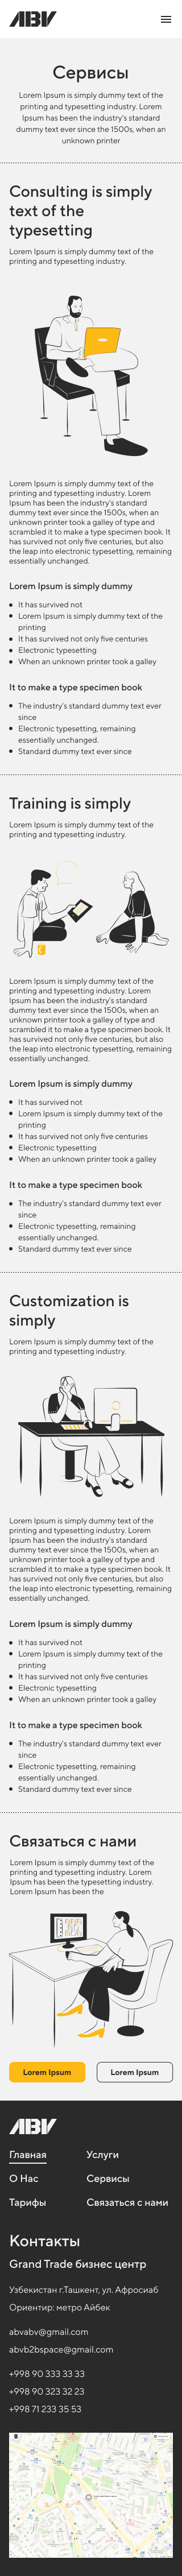 ABV
Сервисы
Lorem Ipsum is simply dummy text of the
printing and typesetting industry. Lorem
Ipsum has been the industry's standard
dummy text ever since the 1500s, when an
unknown printer
Consulting is simply
text of the
typesetting
Lorem Ipsum is simply dummy text of the
printing and typesetting industry.
Lorem Ipsum is simply dummy text of the
printing and typesetting industry. Lorem
Ipsum has been the industry's standard
dummy text ever since the 1500s, when an
unknown printer took a galley of type and
scrambled it to make a type specimen book. It
has survived not only five centuries, but also
the leap into electronic typesetting, remaining
essentially unchanged.
Lorem Ipsum is simply dummy
It has survived not
Lorem Ipsum is simply dummy text of the
printing
It has survived not only five centuries
Electronic typesetting
When an unknown printer took a galley
It to make a type specimen book
The industry's standard dummy text ever
since
Electronic typesetting, remaining
essentially unchanged.
Standard dummy text ever since
Training is simply
Lorem Ipsum is simply dummy text of the
printing and typesetting industry.
Lorem Ipsum is simply dummy text of the
printing and typesetting industry. Lorem
Ipsum has been the industry's standard
dummy text ever since the 1500s, when an
unknown printer took a galley of type and
scrambled it to make a type specimen book. It
has survived not only five centuries, but also
the leap into electronic typesetting, remaining
essentially unchanged.
Lorem Ipsum is simply dummy
It has survived not
Lorem Ipsum is simply dummy text of the
printing
It has survived not only five centuries
Electronic typesetting
When an unknown printer took a galley
It to make a type specimen book
The industry's standard dummy text ever
since
Electronic typesetting, remaining
essentially unchanged.
Standard dummy text ever since
Customization is
simply
Lorem Ipsum is simply dummy text of the
printing and typesetting industry.
Lorem Ipsum is simply dummy text of the
printing and typesetting industry. Lorem
Ipsum has been the industry's standard
dummy text ever since the 1500s, when an
unknown printer took a galley of type and
scrambled it to make a type specimen book. It
has survived not only five centuries, but also
the leap into electronic typesetting, remaining
essentially unchanged.
Lorem Ipsum is simply dummy
It has survived not
Lorem Ipsum is simply dummy text of the
printing
It has survived not only five centuries
Electronic typesetting
When an unknown printer took a galley
It to make a type specimen book
The industry's standard dummy text ever
since
Electronic typesetting, remaining
essentially unchanged.
Standard dummy text ever since
Связаться с нами
Lorem Ipsum is simply dummy text of the
printing and typesetting industry. Lorem
Ipsum has been the typesetting industry.
Lorem Ipsum has been the
Lorem Ipsum Lorem Ipsum
ABV
Главная Услуги
О Нас Сервисы
Тарифы Связаться с нами
Контакты
Grand Trade бизнес центр
Узбекистан г.Ташкент, ул. Афросиаб
Ориентир: метро Айбек
abvabv@gmail.com
abvb2bspace@gmail.com
+998 90 333 33 33
+998 90 323 32 23
+998 71 233 35 53